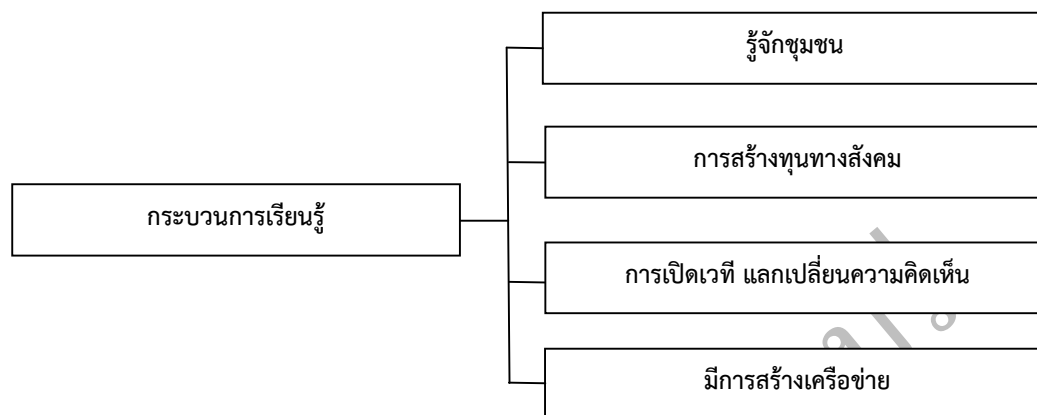 รู้จักชุมชน
การสร้างทุนทางสังคม
กระบวนการเรียนรู้
การเปิดเวที แลกเปลี่ยนความคิดเห็น
มีการสร้างเครือข่าย